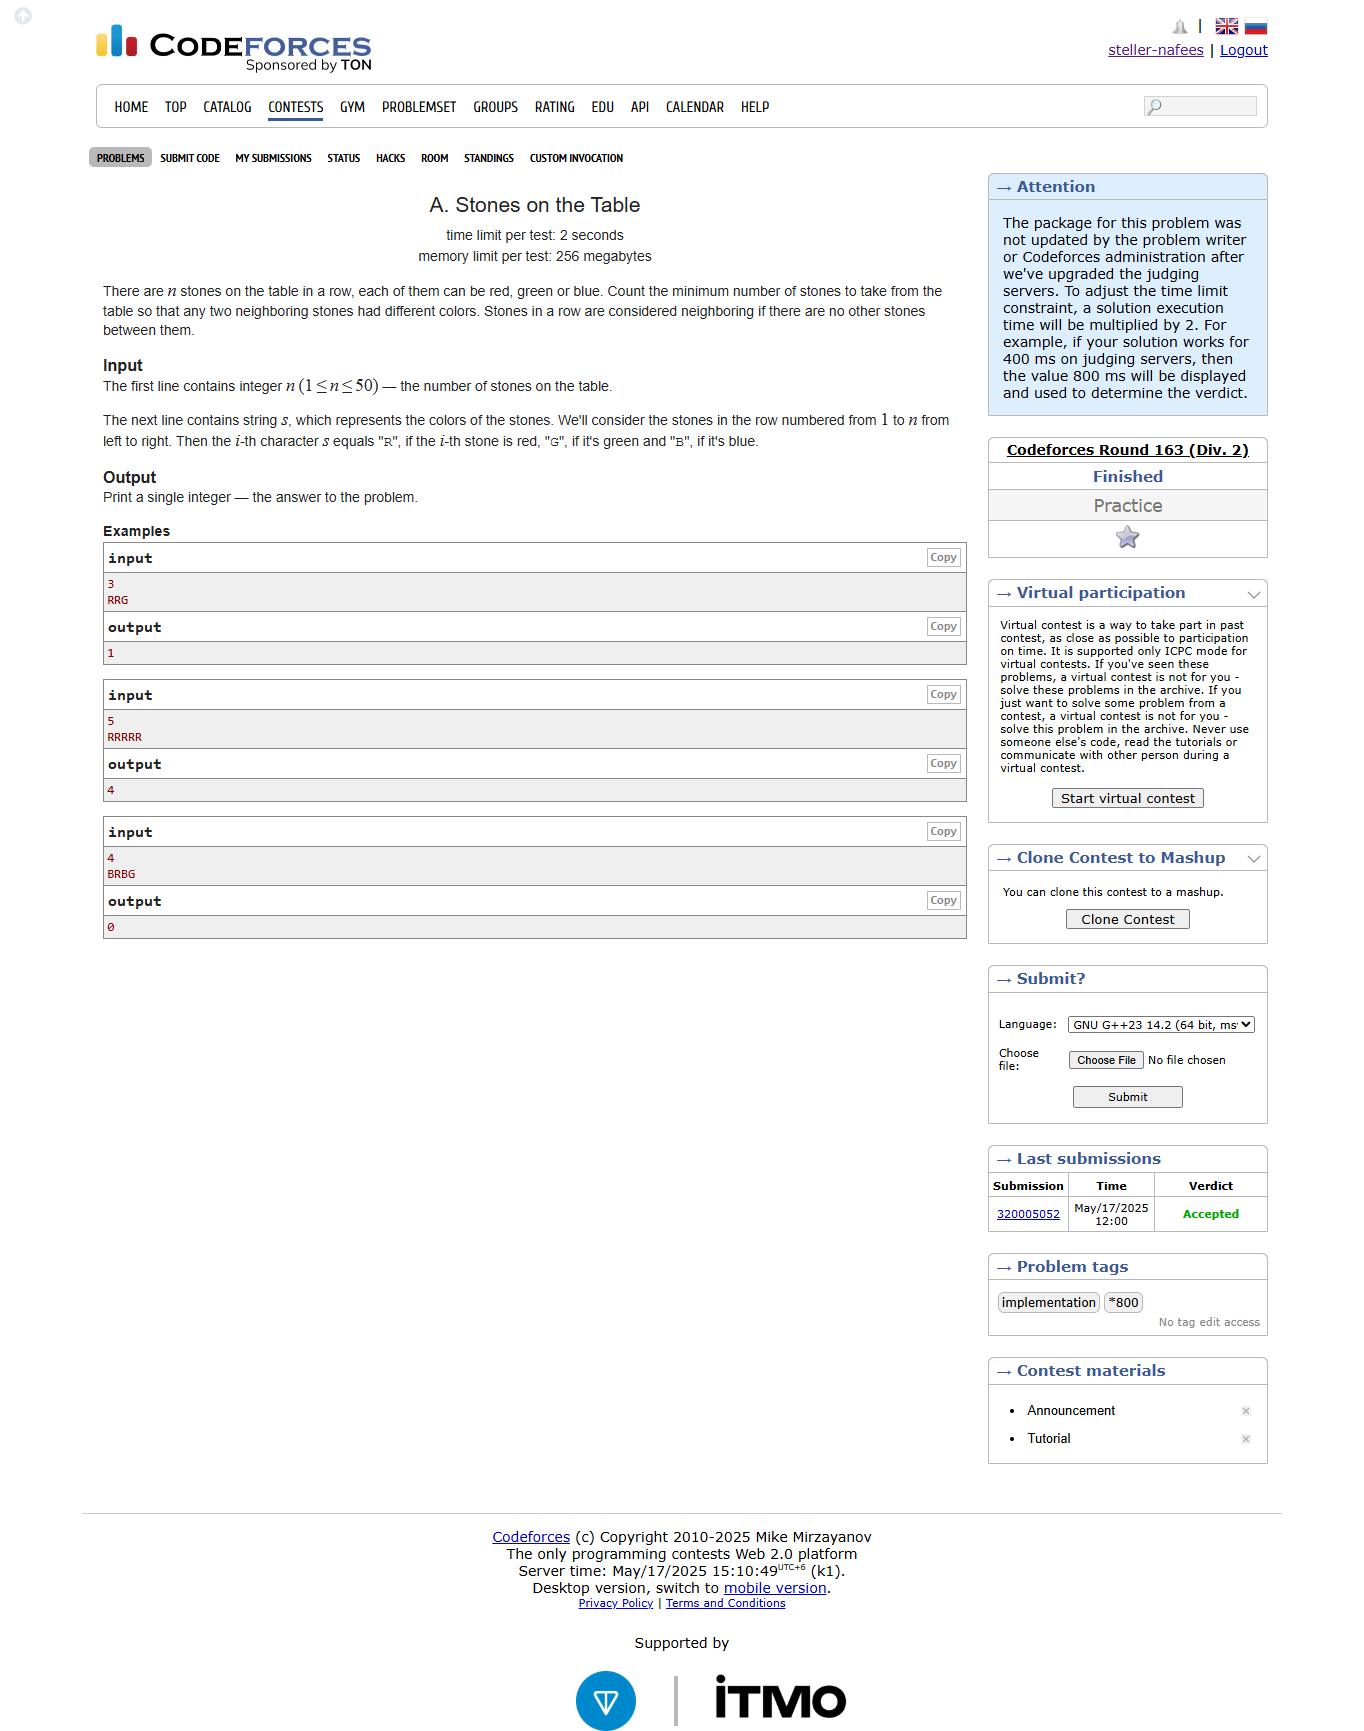 CODEFORCES
Sponsored by TON
|
steller-nafees | Logout
HOME TOP CATALOG CONTESTS GYM PROBLEMSET GROUPS RATING EDU API CALENDAR HELP
PROBLEMS SUBMIT CODE MY SUBMISSIONS STATUS HACKS ROOM STANDINGS CUSTOM INVOCATION
A. Stones on the Table
time limit per test: 2 seconds
memory limit per test: 256 megabytes
There are n stones on the table in a row, each of them can be red, green or blue. Count the minimum number of stones to take from the
table so that any two neighboring stones had different colors. Stones in a row are considered neighboring if there are no other stones
between them.
Input
The first line contains integer n (1 ≤ n ≤ 50) — the number of stones on the table.
The next line contains string s, which represents the colors of the stones. We'll consider the stones in the row numbered from 1 to n from
left to right. Then the i-th character s equals "R", if the i-th stone is red, "G", if it's green and "B", if it's blue.
Output
Print a single integer — the answer to the problem.
Examples
input Copy
3
RRG
output Copy
1
input Copy
5
RRRRR
output Copy
4
input Copy
4
BRBG
output Copy
0
→ Attention
The package for this problem was
not updated by the problem writer
or Codeforces administration after
we've upgraded the judging
servers. To adjust the time limit
constraint, a solution execution
time will be multiplied by 2. For
example, if your solution works for
400 ms on judging servers, then
the value 800 ms will be displayed
and used to determine the verdict.
Codeforces Round 163 (Div. 2)
Finished
Practice
→ Virtual participation
Virtual contest is a way to take part in past
contest, as close as possible to participation
on time. It is supported only ICPC mode for
virtual contests. If you've seen these
problems, a virtual contest is not for you -
solve these problems in the archive. If you
just want to solve some problem from a
contest, a virtual contest is not for you -
solve this problem in the archive. Never use
someone else's code, read the tutorials or
communicate with other person during a
virtual contest.
Start virtual contest
→ Clone Contest to Mashup
You can clone this contest to a mashup.
Clone Contest
→ Submit?
Language: GNU G++23 14.2 (64 bit, ms
Choose
file: Choose File No file chosen
Submit
→ Last submissions
Submission Time Verdict
320005052 May/17/2025 Accepted
12:00
→ Problem tags
implementation *800
No tag edit access
→ Contest materials
• Announcement ×
• Tutorial ×
Codeforces (c) Copyright 2010-2025 Mike Mirzayanov
The only programming contests Web 2.0 platform
Server time: May/17/2025 15:10:49UTC+6 (k1).
Desktop version, switch to mobile version.
Privacy Policy | Terms and Conditions
Supported by
iTMO